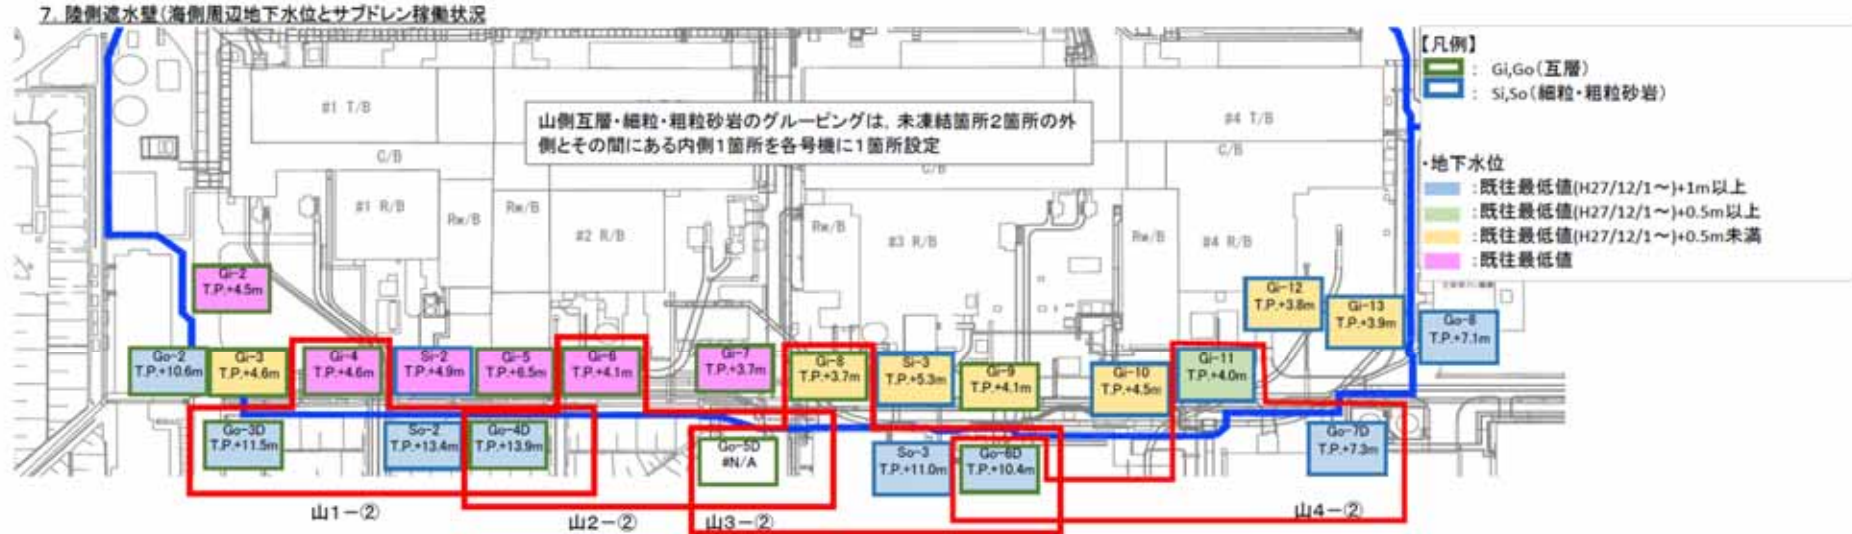 7. 陸側遮水壁(海側周辺地下水位とサブドレン稼働状況
【凡例】
: Gi,Go(互層)
: Si,So(細粒・粗粒砂岩)
・地下水位
:既往最低値(H27/12/1～)+1m以上
:既往最低値(H27/12/1～)+0.5m以上
:既往最低値(H27/12/1～)+0.5m未満
:既往最低値
山側互層・細粒・粗粒砂岩のグルーピングは，未凍結箇所2箇所の外
側とその間にある内側1箇所を各号機に1箇所設定
#1 T/B
#4 T/B
C/B
C/B
C/B
#1 R/B
Rw/B
Rw/B
#2 R/B
Rw/B
#3 R/B
Rw/B
#4 R/B
Gi-2
T.P.+4.5m
Gi-12
T.P.+3.8m
Gi-13
T.P.+3.9m
Go-8
T.P.+7.1m
Go-2
T.P.+10.6m
Gi-3
T.P.+4.6m
Gi-4
T.P.+4.6m
Si-2
T.P.+4.9m
Gi-5
T.P.+6.5m
Gi-6
T.P.+4.1m
Gi-7
T.P.+3.7m
Gi-8
T.P.+3.7m
Si-3
T.P.+5.3m
Gi-9
T.P.+4.1m
Gi-10
T.P.+4.5m
Gi-11
T.P.+4.0m
Go-3D
T.P.+11.5m
So-2
T.P.+13.4m
Go-4D
T.P.+13.9m
Go-5D
#N/A
So-3
T.P.+11.0m
Go-6D
T.P.+10.4m
Go-7D
T.P.+7.3m
山1-②
山2-②
山3-②
山4-②